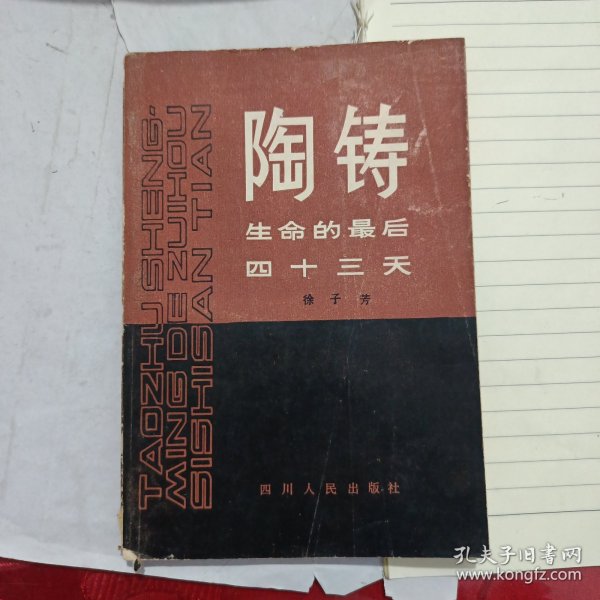 陶铸
生命的最后
四十三天
徐子芳
TAOZHU SHENG-
MING DE ZUIHOU
SISHISAN TIAN
四川人民出版社
孔夫子旧书网
www.kongfz.com